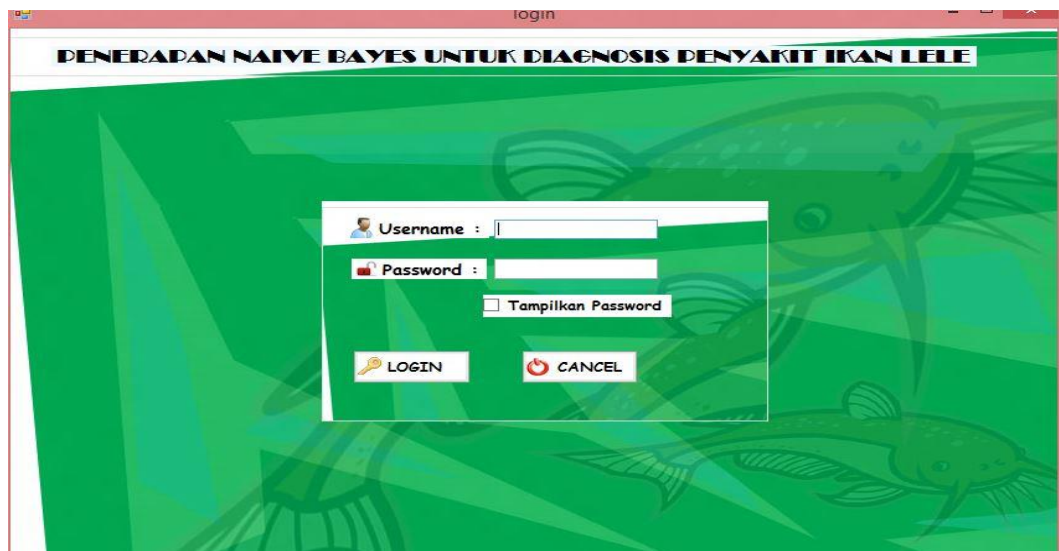 login
PENERAPAN NAIVE BAYES UNTUK DIAGNOSIS PENYAKIT IKAN LELE
Username :
Password :
Tampilkan Password
LOGIN CANCEL